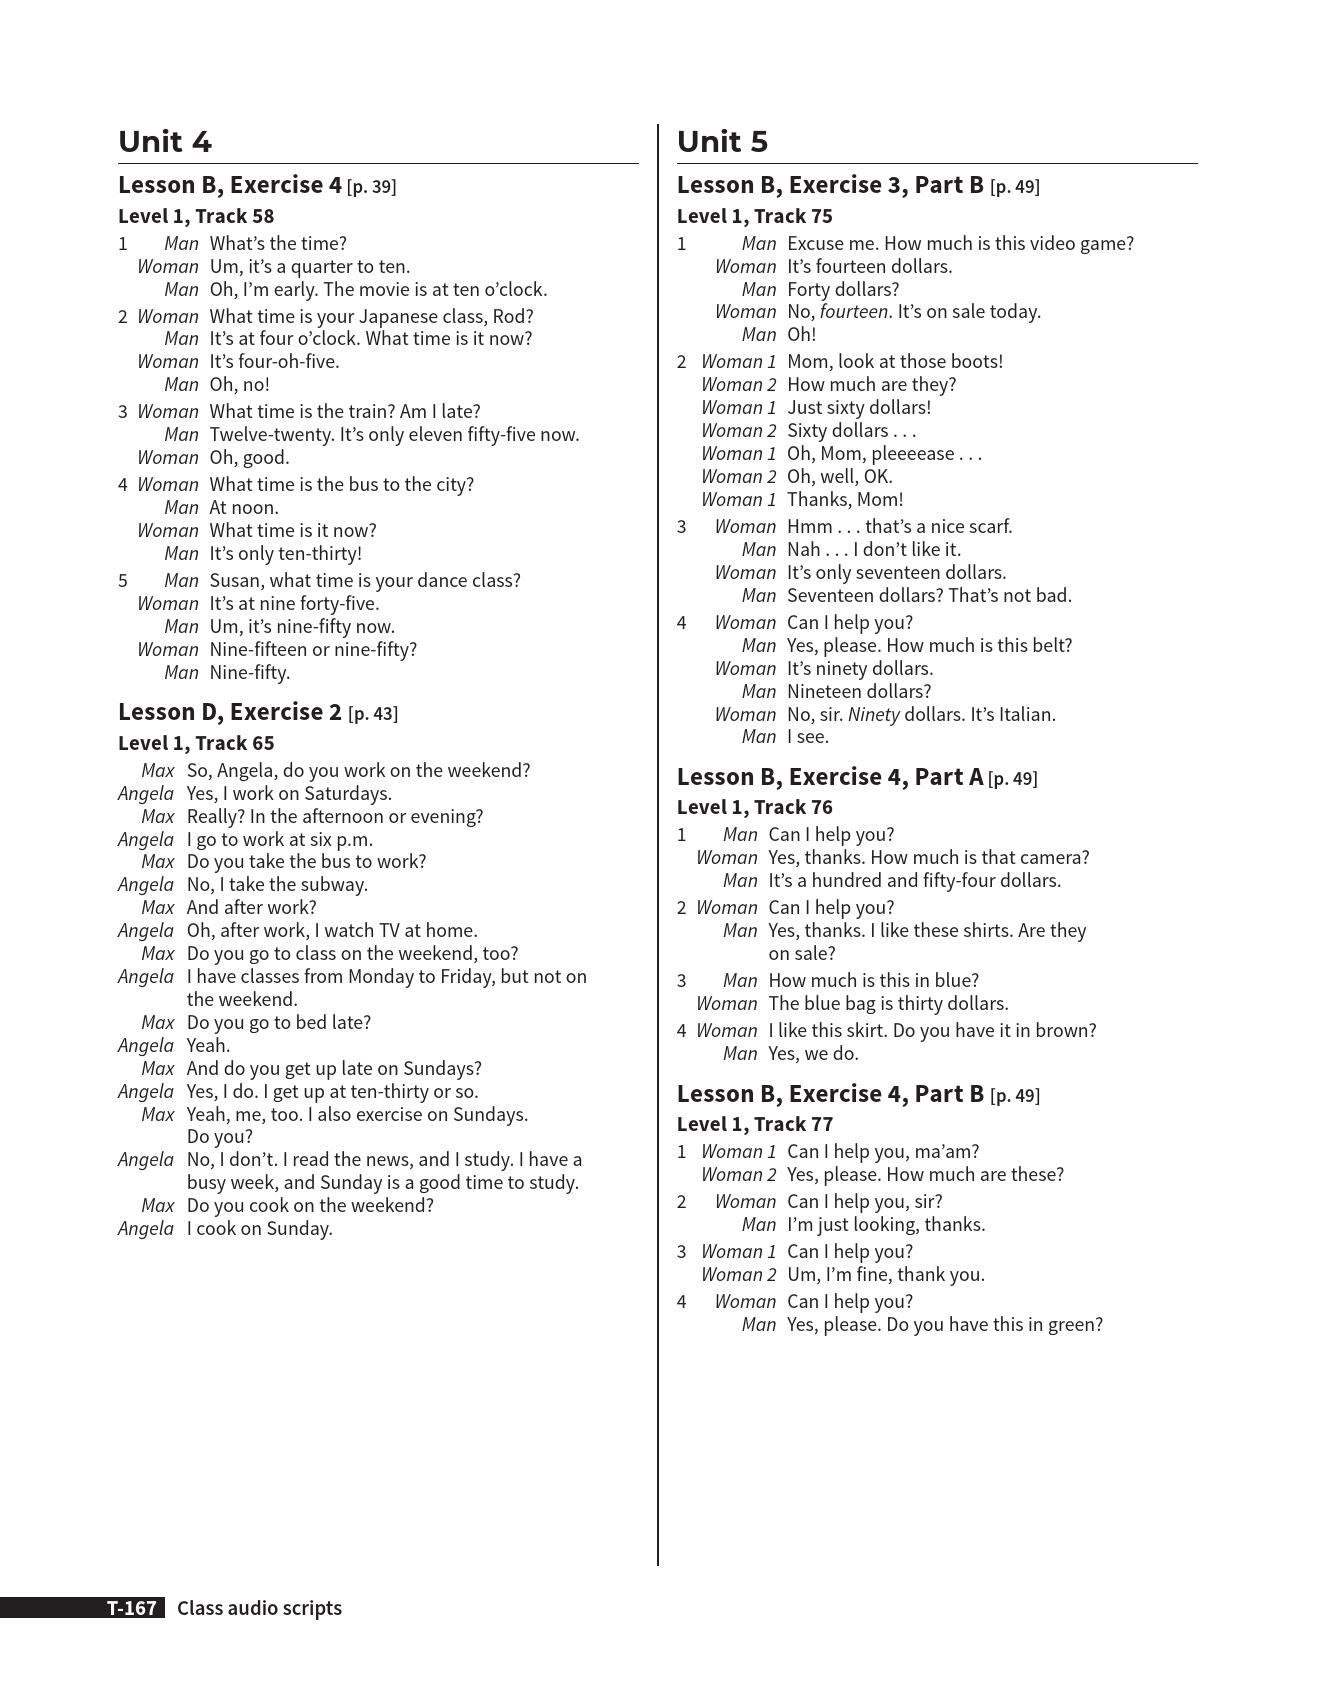 Unit 4
Lesson B, Exercise 4 [p. 39]
Level 1, Track 58
1 Man What’s the time?
Woman Um, it’s a quarter to ten.
Man Oh, I’m early. The movie is at ten o’clock.
2 Woman What time is your Japanese class, Rod?
Man It’s at four o’clock. What time is it now?
Woman It’s four-oh-five.
Man Oh, no!
3 Woman What time is the train? Am I late?
Man Twelve-twenty. It’s only eleven fifty-five now.
Woman Oh, good.
4 Woman What time is the bus to the city?
Man At noon.
Woman What time is it now?
Man It’s only ten-thirty!
5 Man Susan, what time is your dance class?
Woman It’s at nine forty-five.
Man Um, it’s nine-fifty now.
Woman Nine-fifteen or nine-fifty?
Man Nine-fifty.
Lesson D, Exercise 2 [p. 43]
Level 1, Track 65
Max So, Angela, do you work on the weekend?
Angela Yes, I work on Saturdays.
Max Really? In the afternoon or evening?
Angela I go to work at six p.m.
Max Do you take the bus to work?
Angela No, I take the subway.
Max And after work?
Angela Oh, after work, I watch TV at home.
Max Do you go to class on the weekend, too?
Angela I have classes from Monday to Friday, but not on
the weekend.
Max Do you go to bed late?
Angela Yeah.
Max And do you get up late on Sundays?
Angela Yes, I do. I get up at ten-thirty or so.
Max Yeah, me, too. I also exercise on Sundays.
Do you?
Angela No, I don’t. I read the news, and I study. I have a
busy week, and Sunday is a good time to study.
Max Do you cook on the weekend?
Angela I cook on Sunday.
Unit 5
Lesson B, Exercise 3, Part B [p. 49]
Level 1, Track 75
1 Man Excuse me. How much is this video game?
Woman It’s fourteen dollars.
Man Forty dollars?
Woman No, fourteen. It’s on sale today.
Man Oh!
2 Woman 1 Mom, look at those boots!
Woman 2 How much are they?
Woman 1 Just sixty dollars!
Woman 2 Sixty dollars . . .
Woman 1 Oh, Mom, pleeeease . . .
Woman 2 Oh, well, OK.
Woman 1 Thanks, Mom!
3 Woman Hmm . . . that’s a nice scarf.
Man Nah . . . I don’t like it.
Woman It’s only seventeen dollars.
Man Seventeen dollars? That’s not bad.
4 Woman Can I help you?
Man Yes, please. How much is this belt?
Woman It’s ninety dollars.
Man Nineteen dollars?
Woman No, sir. Ninety dollars. It’s Italian.
Man I see.
Lesson B, Exercise 4, Part A [p. 49]
Level 1, Track 76
1 Man Can I help you?
Woman Yes, thanks. How much is that camera?
Man It’s a hundred and fifty-four dollars.
2 Woman Can I help you?
Man Yes, thanks. I like these shirts. Are they
on sale?
3 Man How much is this in blue?
Woman The blue bag is thirty dollars.
4 Woman I like this skirt. Do you have it in brown?
Man Yes, we do.
Lesson B, Exercise 4, Part B [p. 49]
Level 1, Track 77
1 Woman 1 Can I help you, ma’am?
Woman 2 Yes, please. How much are these?
2 Woman Can I help you, sir?
Man I’m just looking, thanks.
3 Woman 1 Can I help you?
Woman 2 Um, I’m fine, thank you.
4 Woman Can I help you?
Man Yes, please. Do you have this in green?
T-167 Class audio scripts